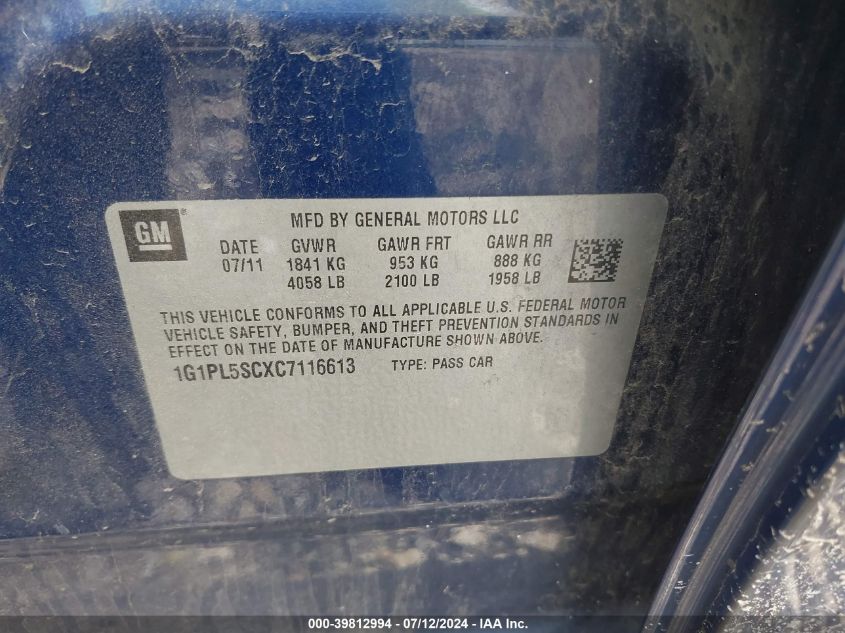 GM
MFD BY GENERAL MOTORS LLC
DATE GVWR GAWR FRT GAWR RR
07/11 1841 KG 953 KG 888 KG
4058 LB 2100 LB 1958 LB
THIS VEHICLE CONFORMS TO ALL APPLICABLE U.S. FEDERAL MOTOR
VEHICLE SAFETY, BUMPER, AND THEFT PREVENTION STANDARDS IN
EFFECT ON THE DATE OF MANUFACTURE SHOWN ABOVE.
1G1PL5SCXC7116613 TYPE: PASS CAR
000-39812994 - 07/12/2024 - IAA Inc.